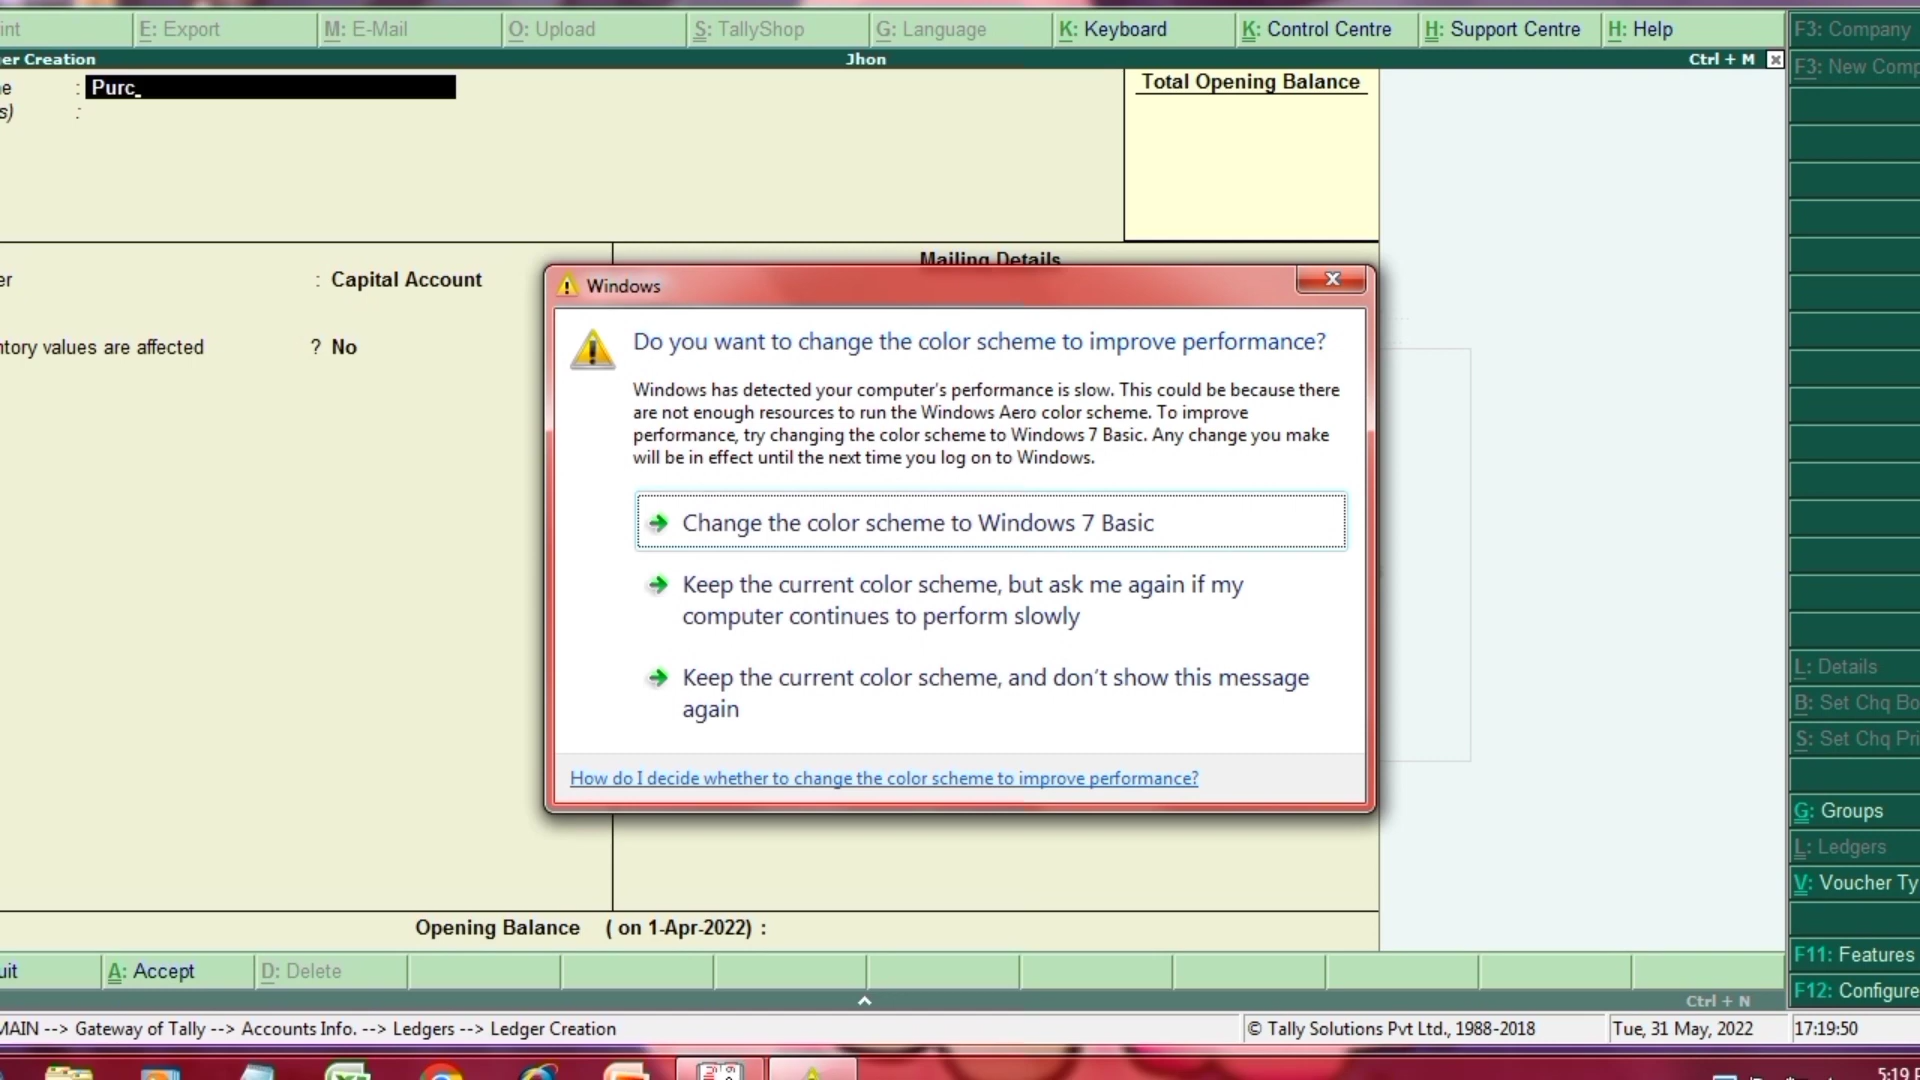 int E: Export M: E-Mail O: Upload S: TallyShop G: Language K: Keyboard K: Control Centre H: Support Centre H: Help F3: Company
er Creation Jhon Ctrl + M
F3: New Comp
e : Purc
s) :
Total Opening Balance
Mailing Details
er : Capital Account
tory values are affected ? No
Windows
Do you want to change the color scheme to improve performance?
Windows has detected your computer's performance is slow. This could be because there
are not enough resources to run the Windows Aero color scheme. To improve
performance, try changing the color scheme to Windows 7 Basic. Any change you make
will be in effect until the next time you log on to Windows.
Change the color scheme to Windows 7 Basic
Keep the current color scheme, but ask me again if my
computer continues to perform slowly
Keep the current color scheme, and don't show this message
again
How do I decide whether to change the color scheme to improve performance?
L: Details
B: Set Chq Bo
S: Set Chq Pri
G: Groups
L: Ledgers
V: Voucher Ty
F11: Features
F12: Configure
Opening Balance ( on 1-Apr-2022) :
uit A: Accept D: Delete
Ctrl + N
MAIN --> Gateway of Tally --> Accounts Info. --> Ledgers --> Ledger Creation © Tally Solutions Pvt Ltd., 1988-2018 Tue, 31 May, 2022 17:19:50
5:19 P